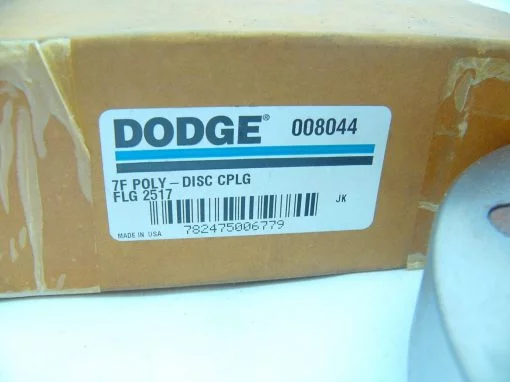 DODGE® 008044
7F POLY-DISC CPLG
FLG 2517
JK
MADE IN USA 782475006779